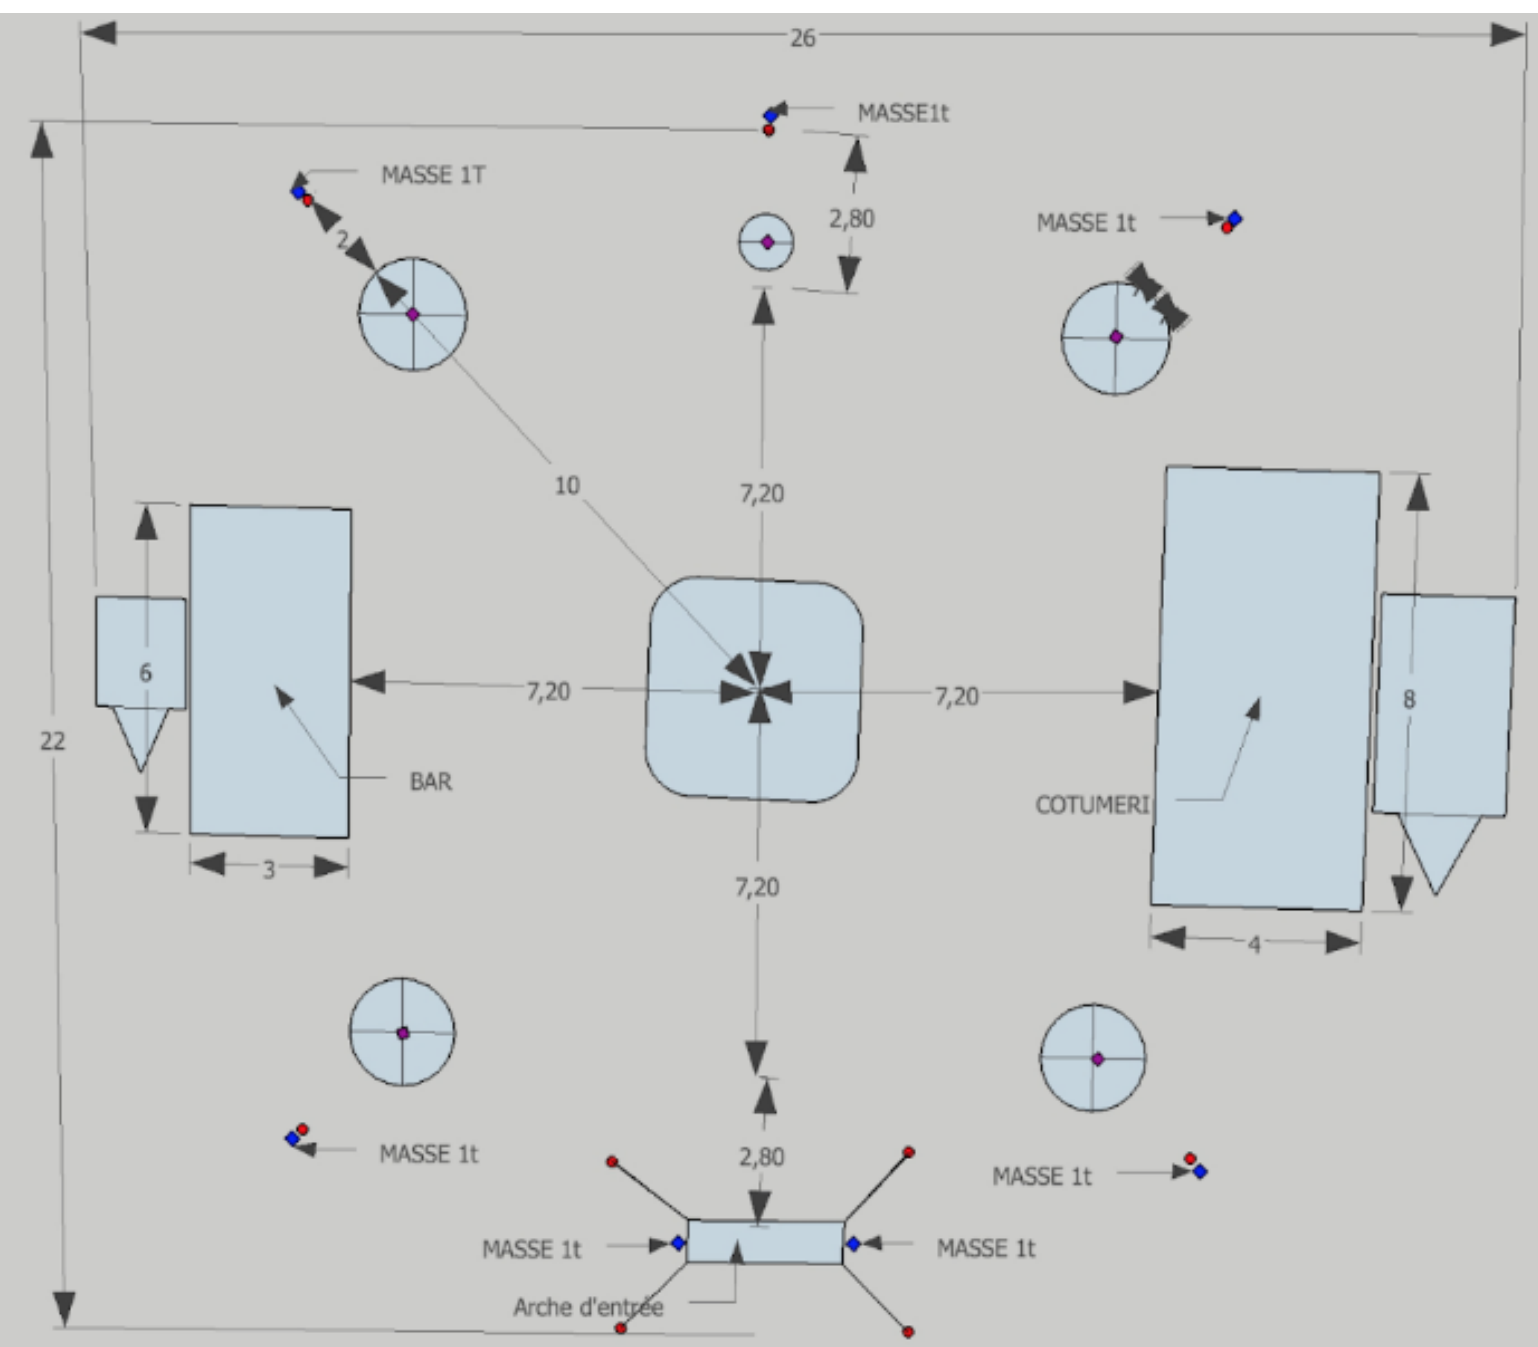 26
MASSE1t
MASSE 1T
2,80
MASSE 1t
2
10
7,20
6
7,20
7,20
8
22
BAR
COTUMERI
3
7,20
4
MASSE 1t
2,80
MASSE 1t
MASSE 1t
MASSE 1t
Arche d'entrée